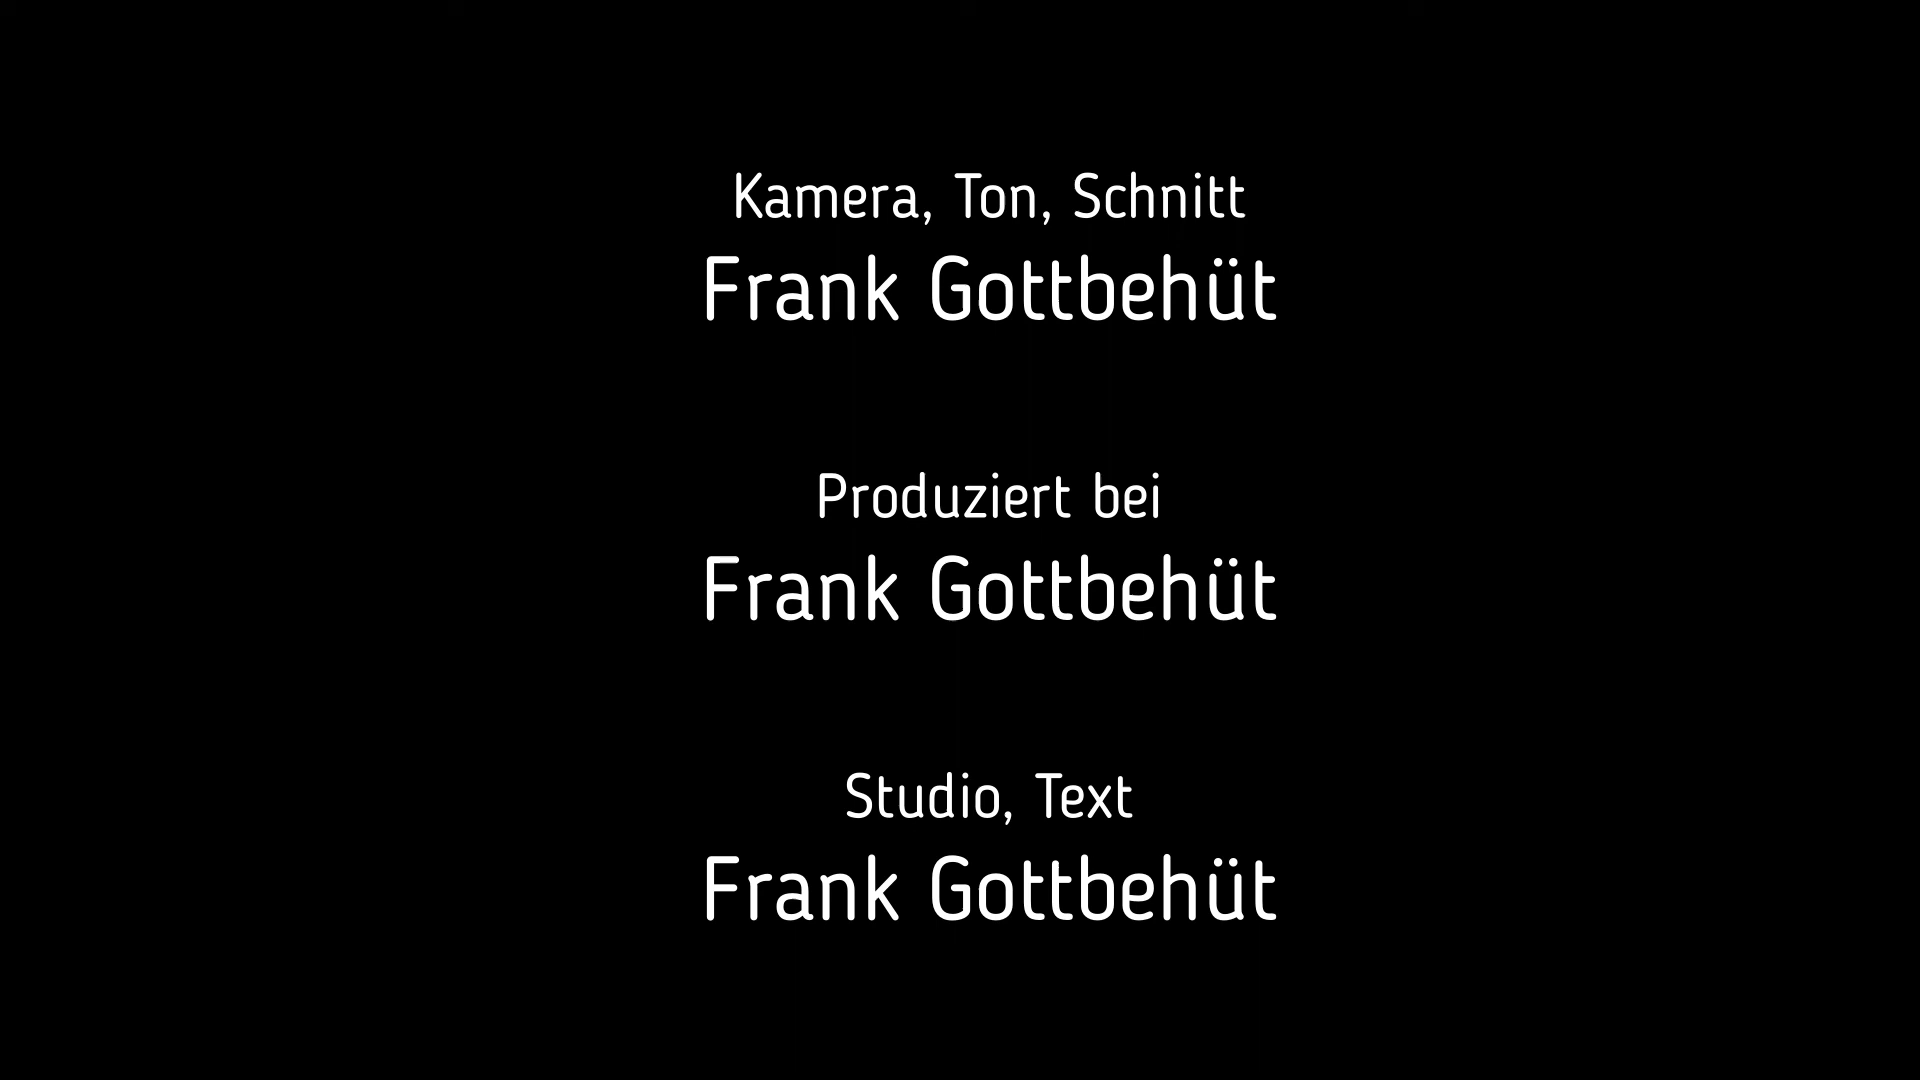 Kamera, Ton, Schnitt
Frank Gottbehüt
Produziert bei
Frank Gottbehüt
Studio, Text
Frank Gottbehüt